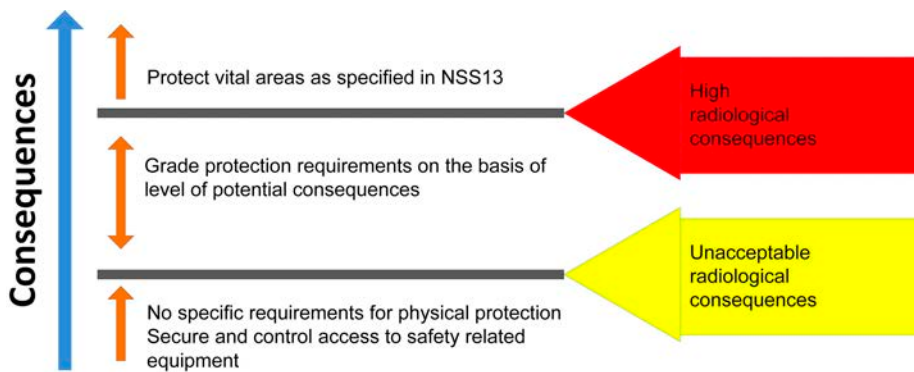 Consequences
Protect vital areas as specified in NSS13
High
radiological
consequences
Grade protection requirements on the basis of
level of potential consequences
Unacceptable
radiological
consequences
No specific requirements for physical protection
Secure and control access to safety related
equipment